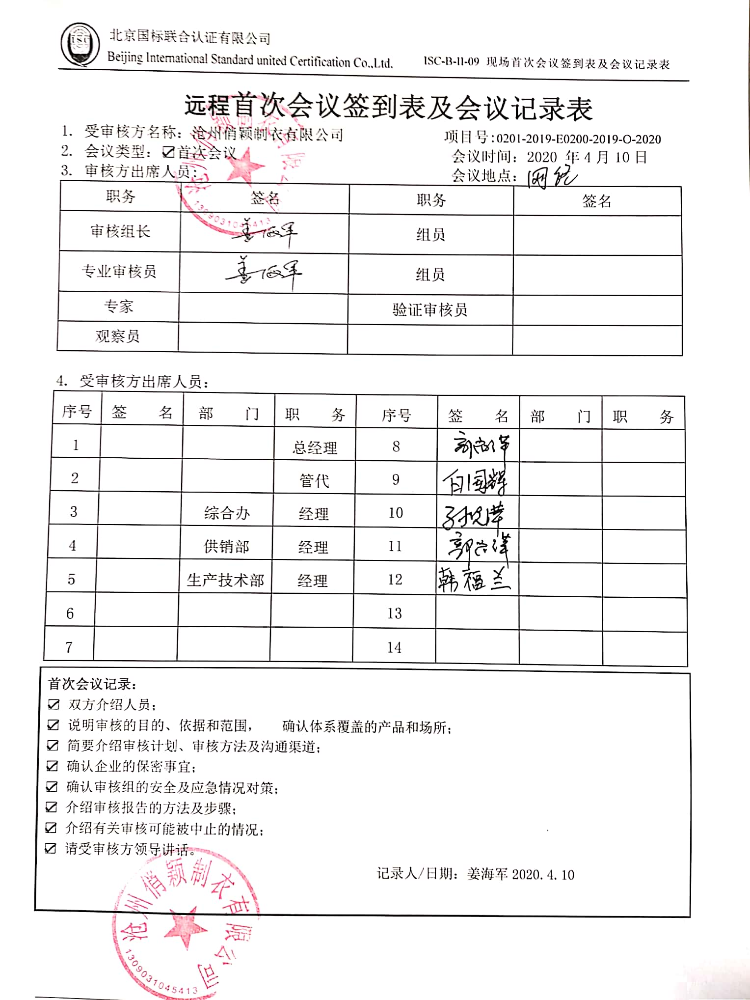 ISC
北京国标联合认证有限公司
Beijing International Standard united Certification Co.,Ltd. ISC-B-II-09 现场首次会议签到表及会议记录表
远程首次会议签到表及会议记录表
1. 受审核方名称：沧州俏颖制衣有限公司 项目号:0201-2019-E0200-2019-O-2020
2. 会议类型：☑首次会议 会议时间：2020 年 4 月 10 日
3. 审核方出席人员： 会议地点：网络
职务 签名 职务 签名
审核组长 姜海军 组员
专业审核员 姜海军 组员
专家 验证审核员
观察员
1309031045413
4. 受审核方出席人员：
序号 签 名 部 门 职 务 序号 签 名 部 门 职 务
1 总经理 8
2 管代 9 白国辉
3 综合办 经理 10
4 供销部 经理 11
5 生产技术部 经理 12 韩福兰
6 13
7 14
首次会议记录：
☑ 双方介绍人员；
☑ 说明审核的目的、依据和范围， 确认体系覆盖的产品和场所；
☑ 简要介绍审核计划、审核方法及沟通渠道；
☑ 确认企业的保密事宜；
☑ 确认审核组的安全及应急情况对策；
☑ 介绍审核报告的方法及步骤；
☑ 介绍有关审核可能被中止的情况；
☑ 请受审核方领导讲话。
记录人/日期：姜海军 2020.4.10
沧州俏颖制衣有限公司
1309031045413